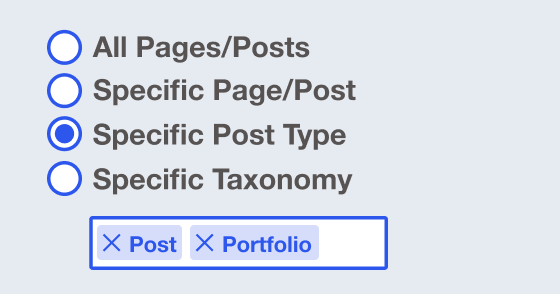 All Pages/Posts
Specific Page/Post
Specific Post Type
Specific Taxonomy
Post Portfolio